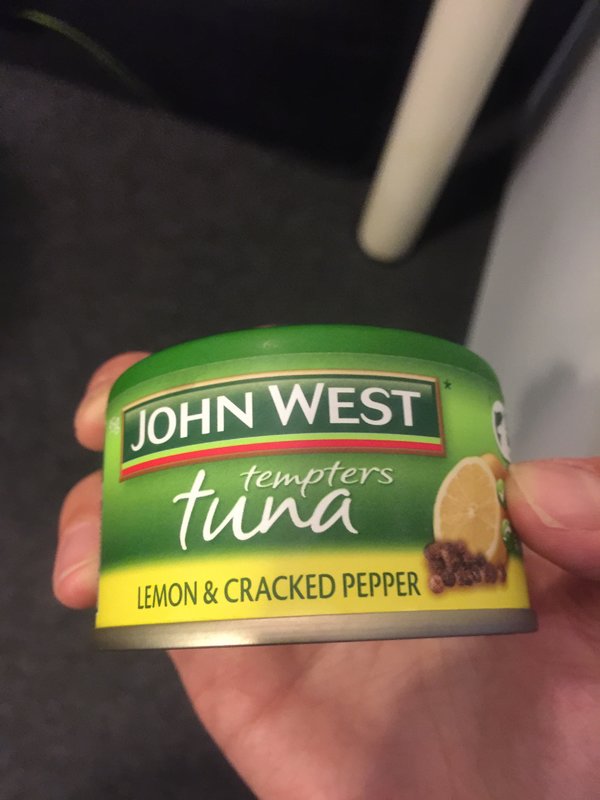 JOHN WEST*
tempters
tuna
LEMON & CRACKED PEPPER